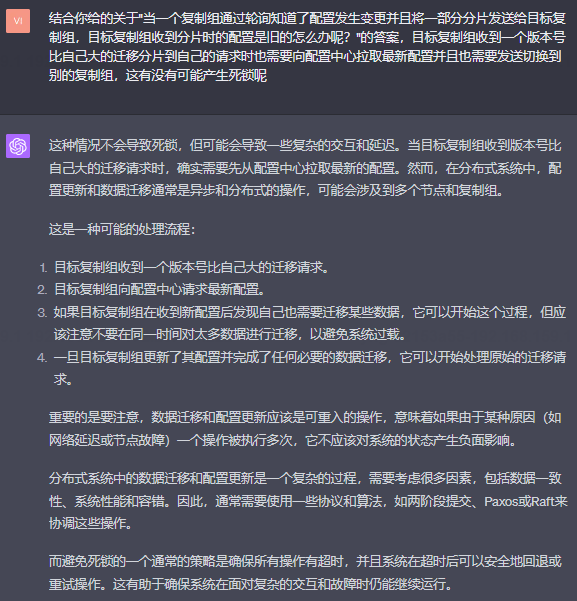 VI
结合你给的关于"当一个复制组通过轮询知道了配置发生变更并且将一部分分片发送给目标复
制组，目标复制组收到分片时的配置是旧的怎么办呢？"的答案，目标复制组收到一个版本号
比自己大的迁移分片到自己的请求时也需要向配置中心拉取最新配置并且也需要发送切换到
别的复制组，这有没有可能产生死锁呢
这种情况不会导致死锁，但可能会导致一些复杂的交互和延迟。当目标复制组收到版本号比
自己大的迁移请求时，确实需要先从配置中心拉取最新的配置。然而，在分布式系统中，配
置更新和数据迁移通常是异步和分布式的操作，可能会涉及到多个节点和复制组。
这是一种可能的处理流程：
1. 目标复制组收到一个版本号比自己大的迁移请求。
2. 目标复制组向配置中心请求最新配置。
3. 如果目标复制组在收到新配置后发现自己也需要迁移某些数据，它可以开始这个过程，但应
该注意不要在同一时间对太多数据进行迁移，以避免系统过载。
4. 一旦目标复制组更新了其配置并完成了任何必要的数据迁移，它可以开始处理原始的迁移请
求。
重要的是要注意，数据迁移和配置更新应该是可重入的操作，意味着如果由于某种原因（如
网络延迟或节点故障）一个操作被执行多次，它不应该对系统的状态产生负面影响。
分布式系统中的数据迁移和配置更新是一个复杂的过程，需要考虑很多因素，包括数据一致
性、系统性能和容错。因此，通常需要使用一些协议和算法，如两阶段提交、Paxos或Raft来
协调这些操作。
而避免死锁的一个通常的策略是确保所有操作有超时，并且系统在超时后可以安全地回退或
重试操作。这有助于确保系统在面对复杂的交互和故障时仍能继续运行。